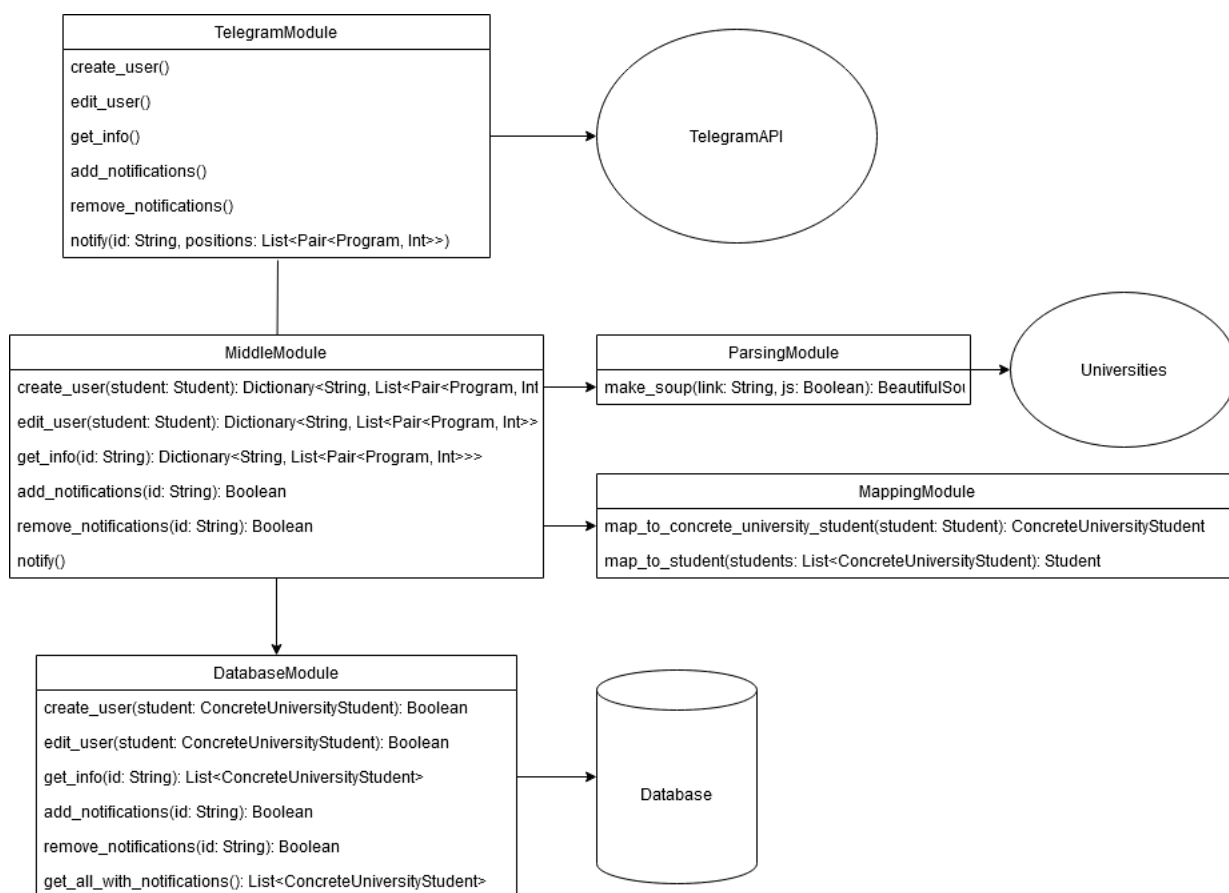 TelegramModule
create_user()
edit_user()
get_info()
add_notifications()
remove_notifications()
notify(id: String, positions: List<Pair<Program, Int>>)
TelegramAPI
MiddleModule
create_user(student: Student): Dictionary<String, List<Pair<Program, Int
edit_user(student: Student): Dictionary<String, List<Pair<Program, Int>>
get_info(id: String): Dictionary<String, List<Pair<Program, Int>>>
add_notifications(id: String): Boolean
remove_notifications(id: String): Boolean
notify()
ParsingModule
make_soup(link: String, js: Boolean): BeautifulSou
Universities
MappingModule
map_to_concrete_university_student(student: Student): ConcreteUniversityStudent
map_to_student(students: List<ConcreteUniversityStudent): Student
DatabaseModule
create_user(student: ConcreteUniversityStudent): Boolean
edit_user(student: ConcreteUniversityStudent): Boolean
get_info(id: String): List<ConcreteUniversityStudent>
add_notifications(id: String): Boolean
remove_notifications(id: String): Boolean
get_all_with_notifications(): List<ConcreteUniversityStudent>
Database